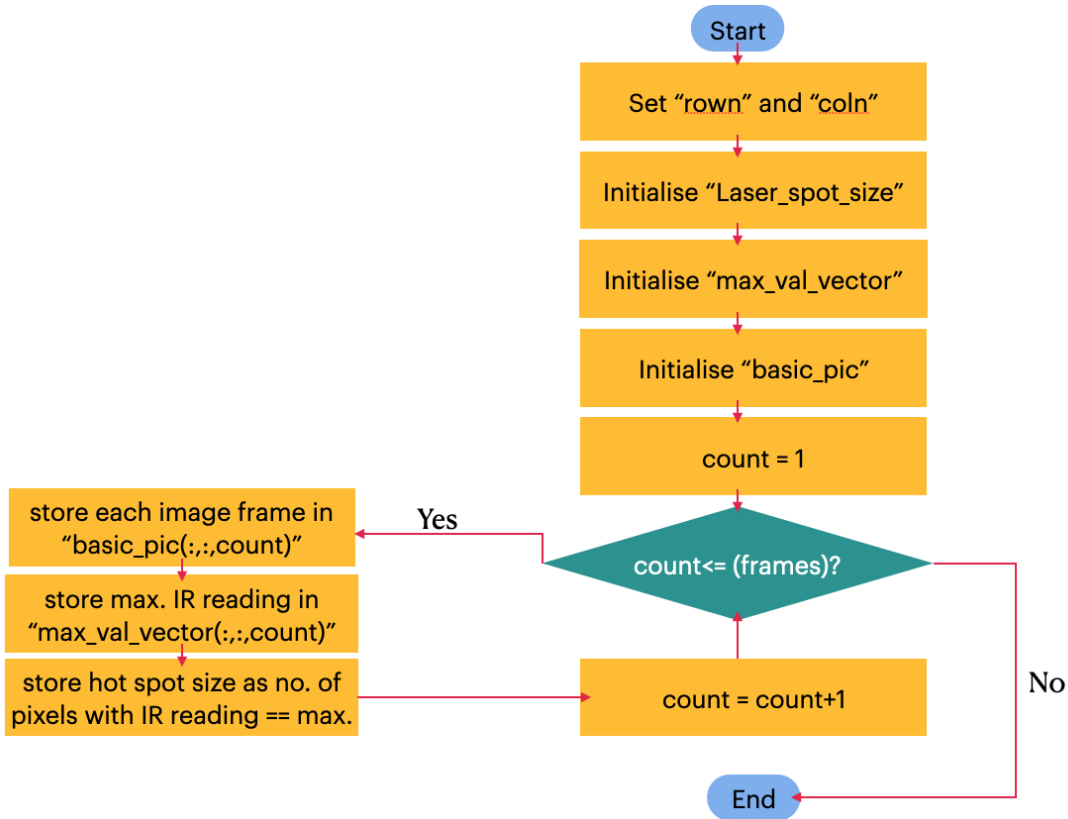 Start
Set “rown” and “coln”
Initialise “Laser_spot_size”
Initialise “max_val_vector”
Initialise “basic_pic”
count = 1
count<= (frames)?
Yes
store each image frame in
“basic_pic(:,:,count)”
store max. IR reading in
“max_val_vector(:,:,count)”
store hot spot size as no. of
pixels with IR reading == max.
count = count+1
No
End